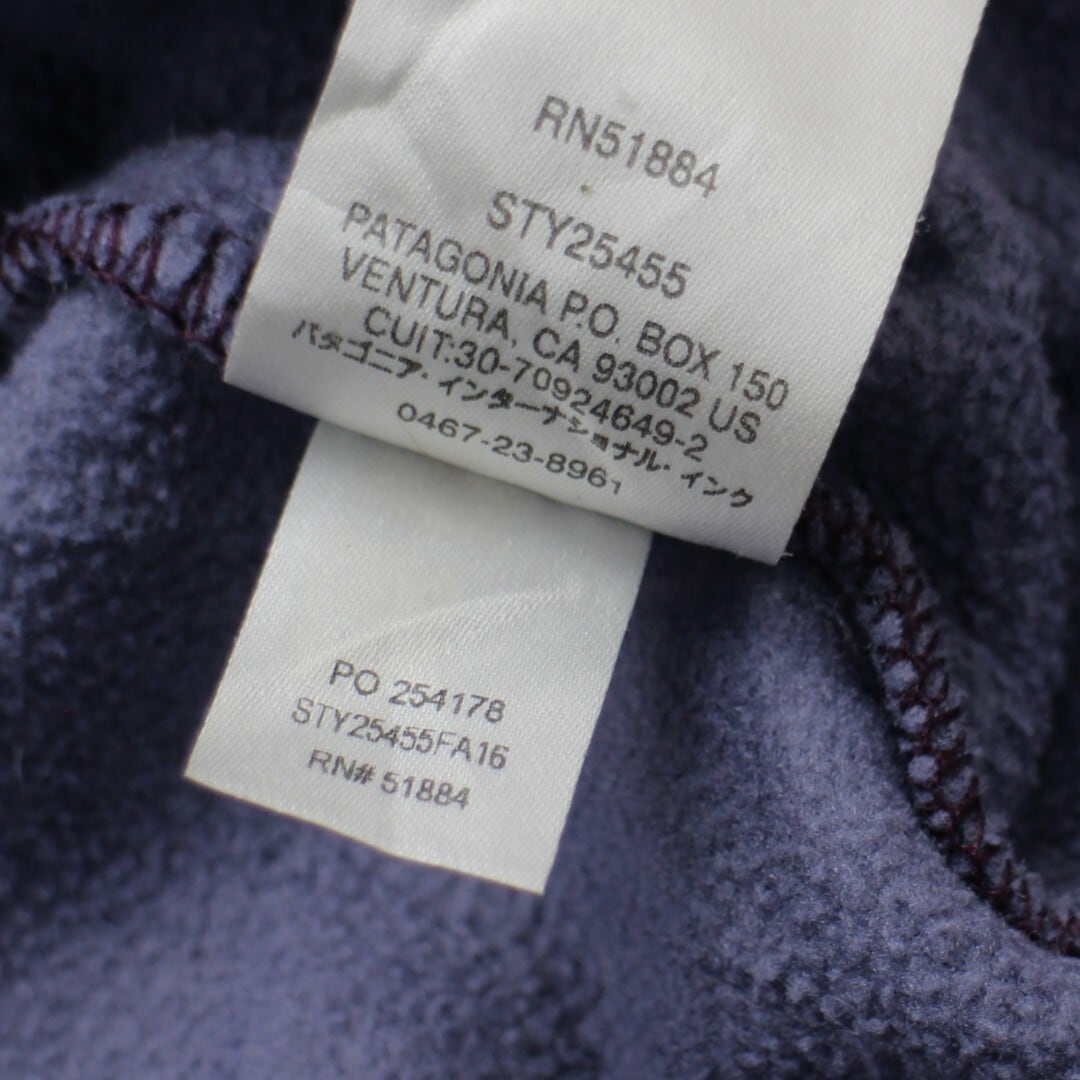 RN51884
STY25455
PATAGONIA P.O. BOX 150
VENTURA, CA 93002 US
CUIT:30-70924649-2
パタゴニア・インターナショナル・インク
0467-23-8961
PO 254178
STY25455FA16
RN# 51884